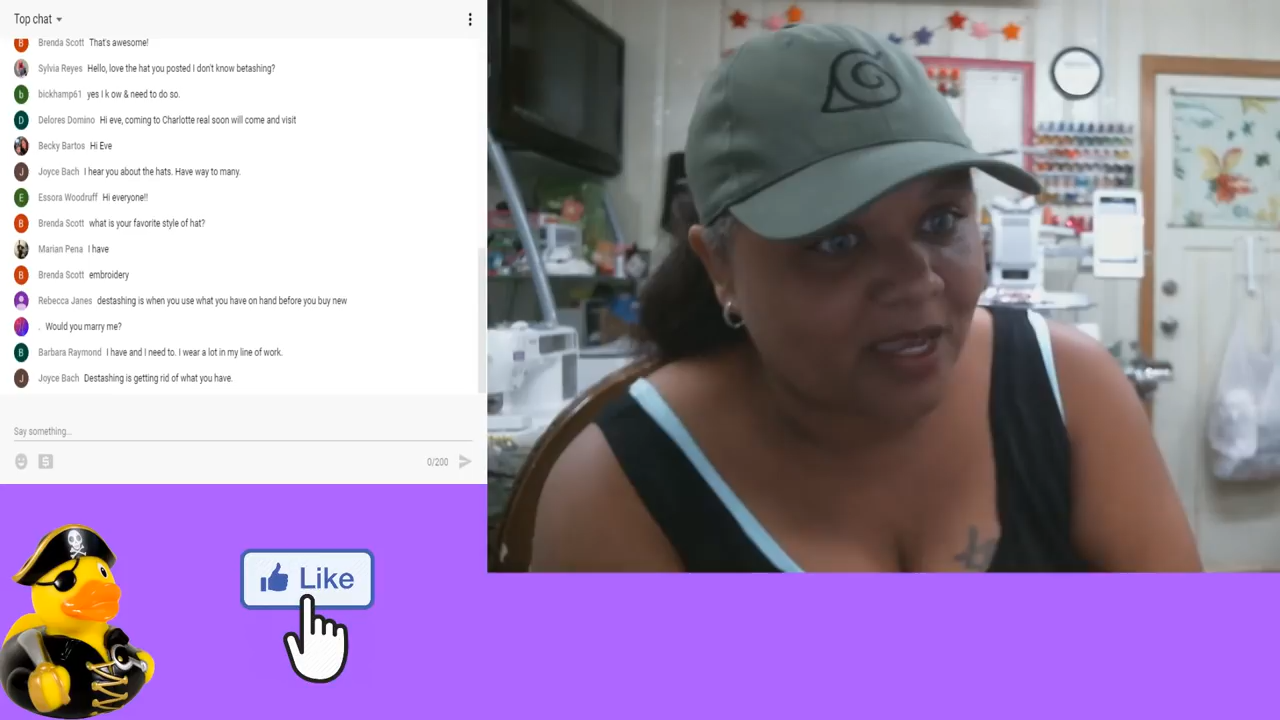 Top chat
Brenda Scott That's awesome!
Sylvia Reyes Hello, love the hat you posted I don't know betashing?
bickhamp61 yes I k ow & need to do so.
Delores Domino Hi eve, coming to Charlotte real soon will come and visit
Becky Bartos Hi Eve
Joyce Bach I hear you about the hats. Have way to many.
Essora Woodruff Hi everyone!!
Brenda Scott what is your favorite style of hat?
Marian Pena I have
Brenda Scott embroidery
Rebecca Janes destashing is when you use what you have on hand before you buy new
. Would you marry me?
Barbara Raymond I have and I need to. I wear a lot in my line of work.
Joyce Bach Destashing is getting rid of what you have.
Say something...
0/200
Like